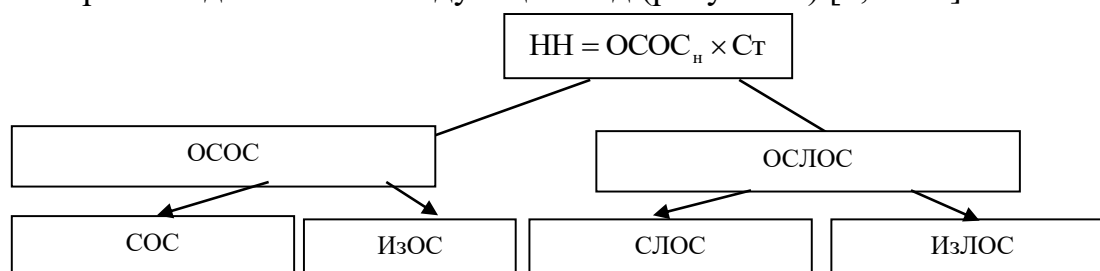 НН = ОСОСн × Ст
ОСОС
ОСЛОС
СОС
ИзОС
СЛОС
ИзЛОС